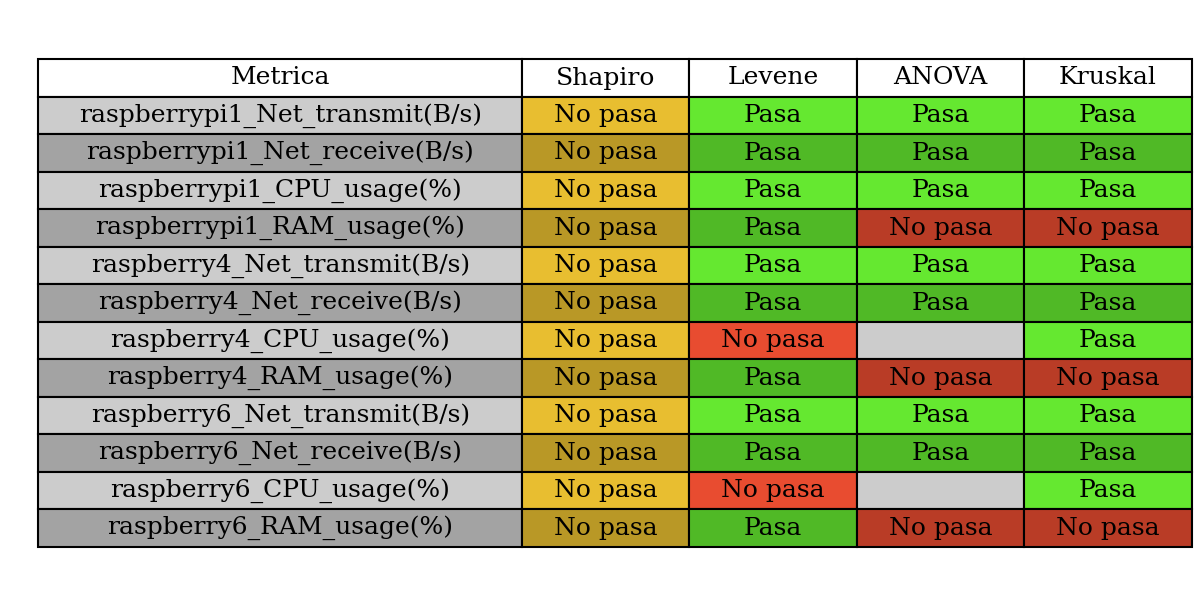 Metrica Shapiro Levene ANOVA Kruskal
raspberrypi1_Net_transmit(B/s) No pasa Pasa Pasa Pasa
raspberrypi1_Net_receive(B/s) No pasa Pasa Pasa Pasa
raspberrypi1_CPU_usage(%) No pasa Pasa Pasa Pasa
raspberrypi1_RAM_usage(%) No pasa Pasa No pasa No pasa
raspberry4_Net_transmit(B/s) No pasa Pasa Pasa Pasa
raspberry4_Net_receive(B/s) No pasa Pasa Pasa Pasa
raspberry4_CPU_usage(%) No pasa No pasa Pasa
raspberry4_RAM_usage(%) No pasa Pasa No pasa No pasa
raspberry6_Net_transmit(B/s) No pasa Pasa Pasa Pasa
raspberry6_Net_receive(B/s) No pasa Pasa Pasa Pasa
raspberry6_CPU_usage(%) No pasa No pasa Pasa
raspberry6_RAM_usage(%) No pasa Pasa No pasa No pasa